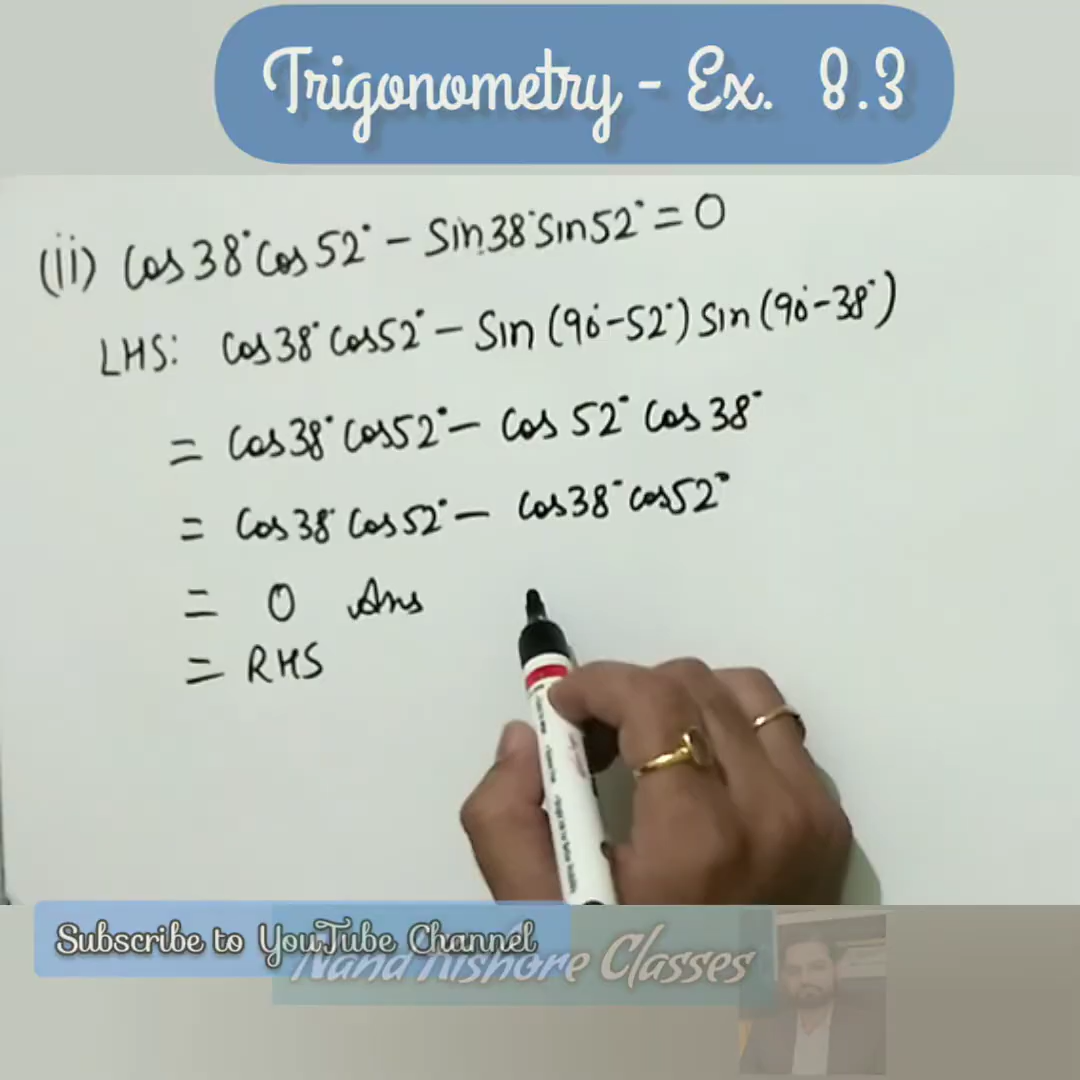 Trigonometry - Ex. 8.3
(ii) Cos 38° Cos 52° - Sin 38° Sin 52° = 0
LHS: Cos 38° Cos 52° - Sin (90° - 52°) Sin (90° - 38°)
= Cos 38° Cos 52° - Cos 52° Cos 38°
= Cos 38° Cos 52° - Cos 38° Cos 52°
= 0 Ans
= RHS
Subscribe to YouTube Channel
Nand Kishore Classes